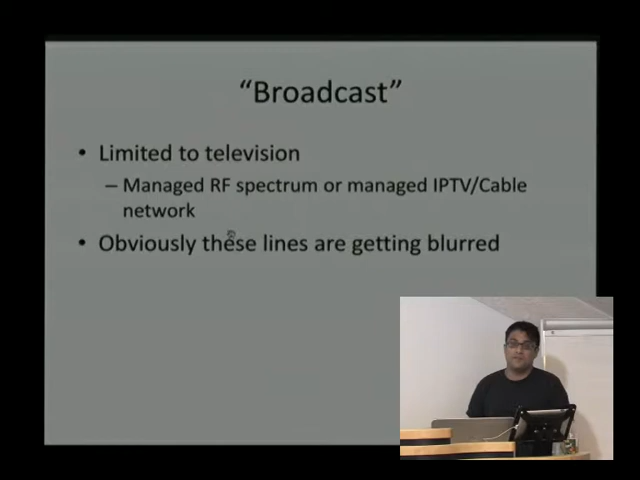 “Broadcast”
• Limited to television
– Managed RF spectrum or managed IPTV/Cable
network
• Obviously these lines are getting blurred